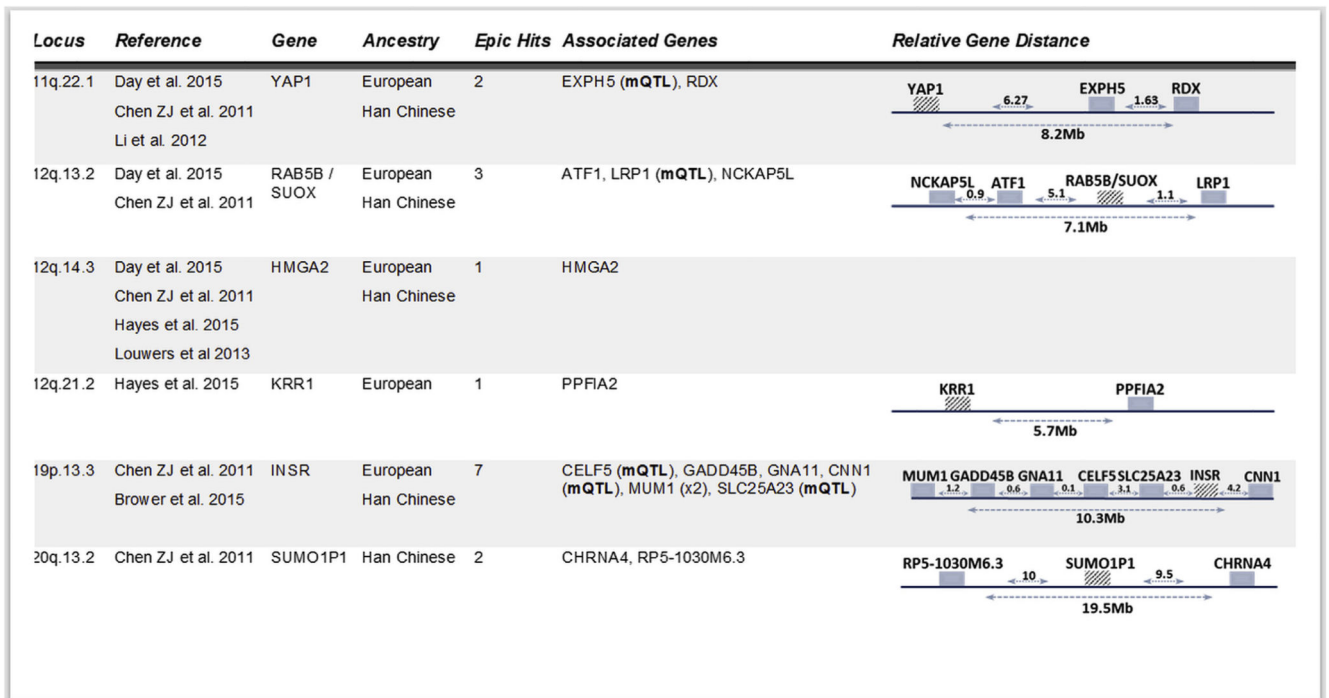 Locus Reference Gene Ancestry Epic Hits Associated Genes Relative Gene Distance
11q.22.1 Day et al. 2015 YAP1 European 2 EXPH5 (mQTL), RDX
Chen ZJ et al. 2011 Han Chinese
Li et al. 2012
YAP1 EXPH5 RDX
6.27 1.63
8.2Mb
12q.13.2 Day et al. 2015 RAB5B / European 3 ATF1, LRP1 (mQTL), NCKAP5L
Chen ZJ et al. 2011 SUOX Han Chinese
NCKAP5L ATF1 RAB5B/SUOX LRP1
0.9 5.1 1.1
7.1Mb
12q.14.3 Day et al. 2015 HMGA2 European 1 HMGA2
Chen ZJ et al. 2011 Han Chinese
Hayes et al. 2015
Louwers et al 2013
12q.21.2 Hayes et al. 2015 KRR1 European 1 PPFIA2
KRR1 PPFIA2
5.7Mb
19p.13.3 Chen ZJ et al. 2011 INSR European 7 CELF5 (mQTL), GADD45B, GNA11, CNN1
Brower et al. 2015 Han Chinese (mQTL), MUM1 (x2), SLC25A23 (mQTL)
MUM1 GADD45B GNA11 CELF5 SLC25A23 INSR CNN1
1.2 0.6 0.1 3.1 0.6 4.2
10.3Mb
20q.13.2 Chen ZJ et al. 2011 SUMO1P1 Han Chinese 2 CHRNA4, RP5-1030M6.3
RP5-1030M6.3 SUMO1P1 CHRNA4
10 9.5
19.5Mb